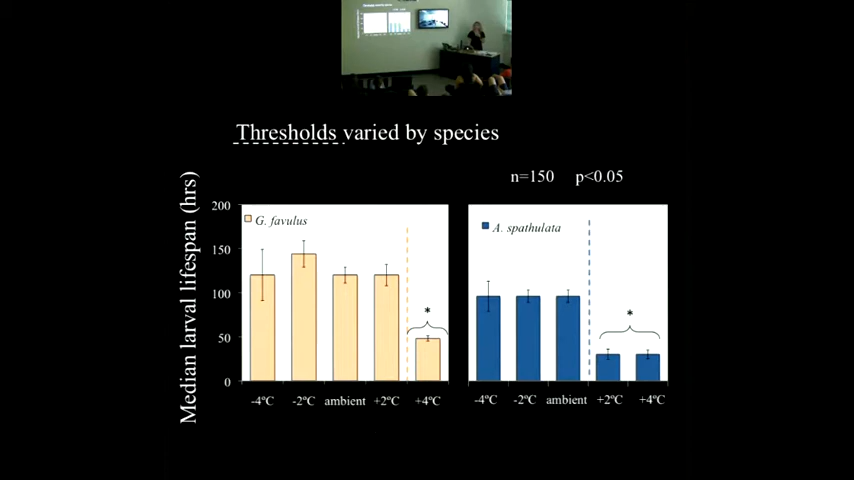 Thresholds varied by species
n=150 p<0.05
Median larval lifespan (hrs)
200
150
100
50
0
G. favulus
*
-4ºC -2ºC ambient +2ºC +4ºC
A. spathulata
*
-4ºC -2ºC ambient +2ºC +4ºC